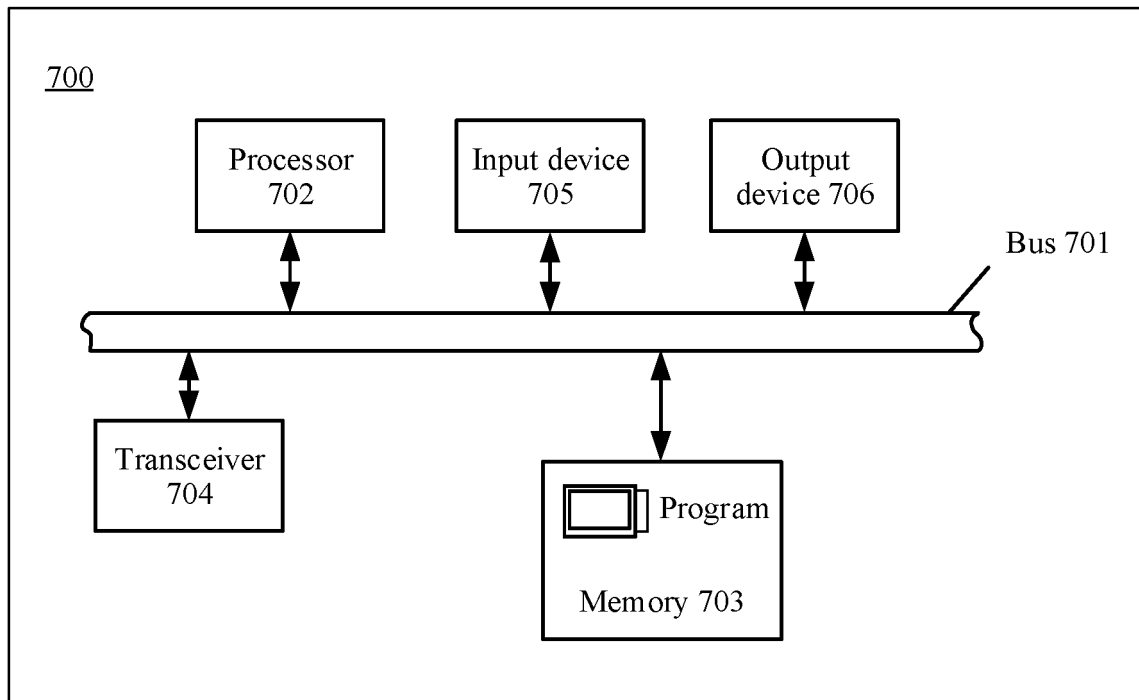 700
Processor
702
Input device
705
Output
device 706
Bus 701
Transceiver
704
Program
Memory 703